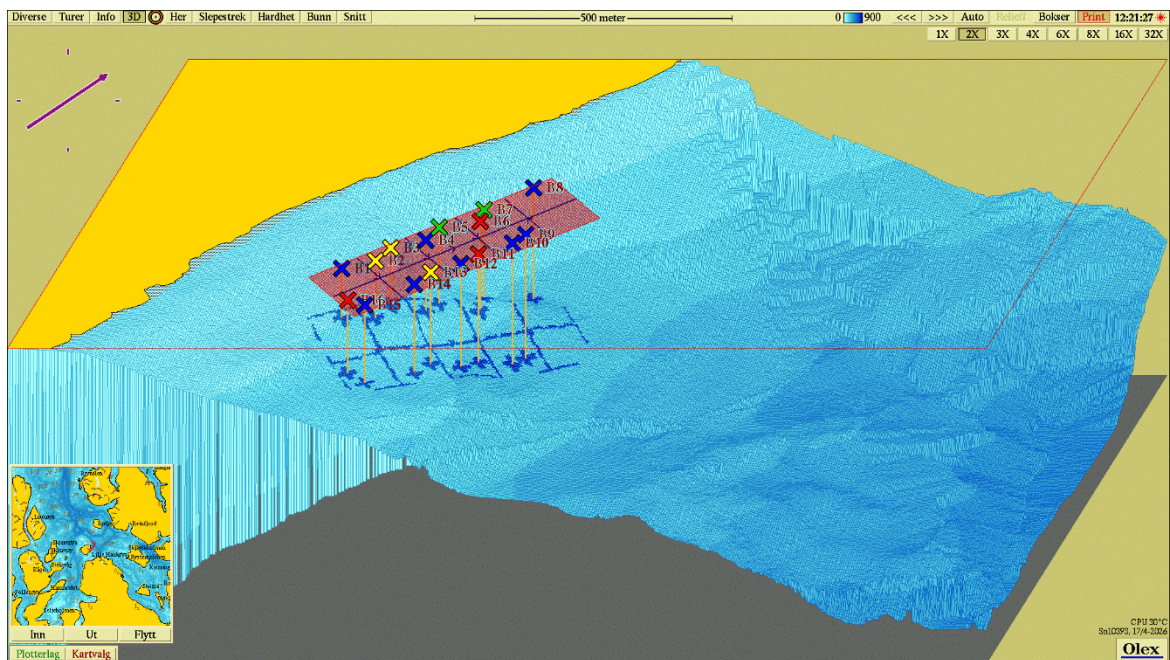 Diverse Turer Info 3D Her Slepestrek Hardhet Bunn Snitt 500 meter 0 900 <<< >>> Auto Relieff Bokser Print 12:21:27
1X 2X 3X 4X 6X 8X 16X 32X
B8
B7
B6
B5
B9
B4
B10
B3
B11
B2
B12
B1
B13
B14
B15
Inn Ut Flytt
CPU 30°C
Sn10393, 17/4-2026
Plotterlag Kartvalg
Olex